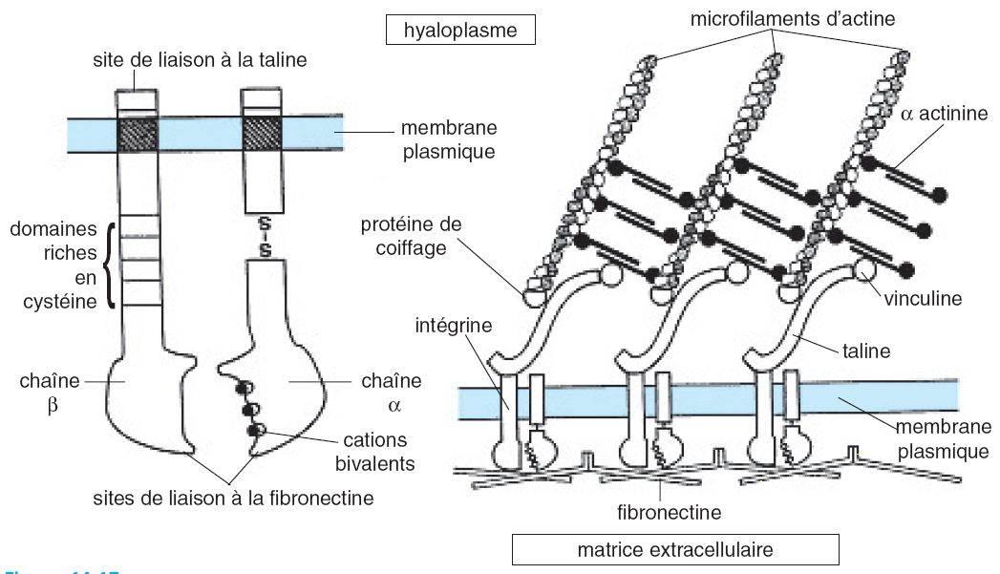 hyaloplasme
microfilaments d'actine
site de liaison à la taline
α actinine
membrane
plasmique
domaines
riches
en
cystéine
S
S
protéine de
coiffage
vinculine
intégrine
taline
chaîne
β
chaîne
α
cations
bivalents
membrane
plasmique
sites de liaison à la fibronectine
fibronectine
matrice extracellulaire